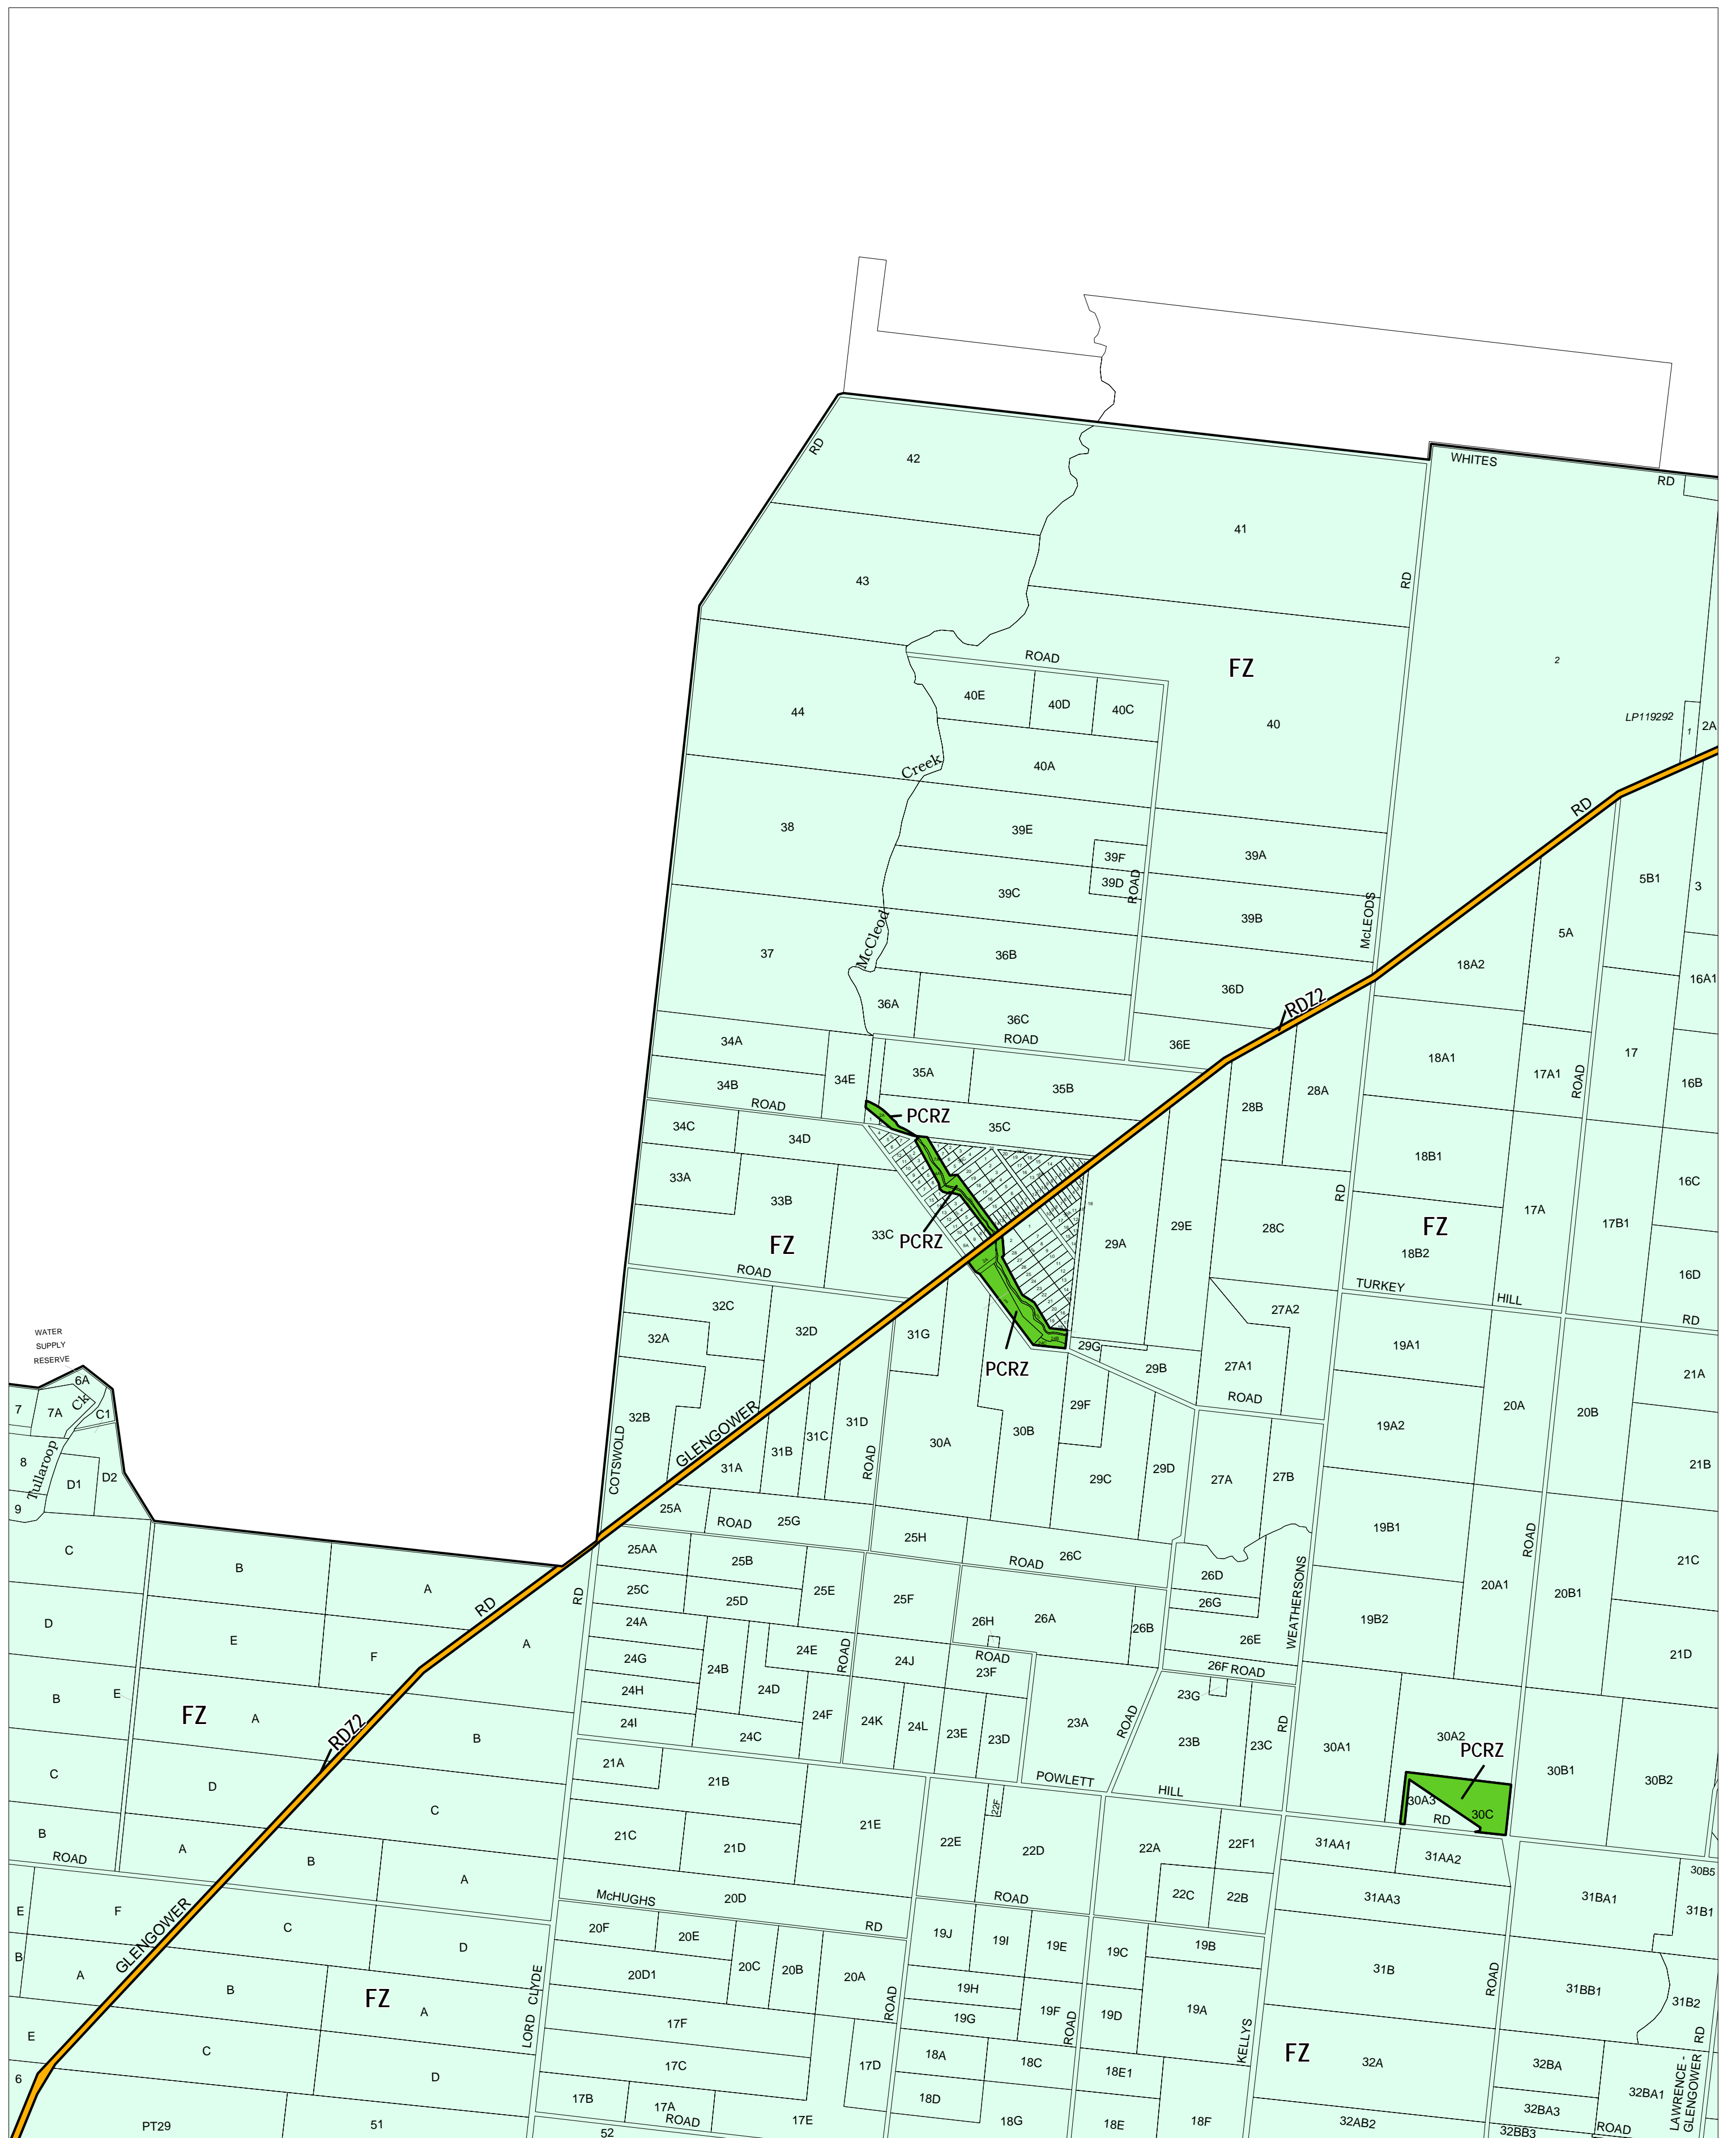 42
RD
WHITES
RD
41
43
RD
2
ROAD
FZ
40E
40D
40C
44
40
LP119292
1
2A
Creek
40A
RD
38
39E
39F
39A
39D
ROAD
39C
5B1
3
39B
McLEODS
McCleod
5A
37
36B
18A2
16A1
36A
36D
RDZ2
36C
ROAD
34A
36E
17
18A1
34E
35A
35B
17A1
ROAD
34B
28A
16B
ROAD
28B
PCRZ
34C
35C
34D
18B1
33A
16C
33B
RD
29E
28C
FZ
17A
17B1
33C
PCRZ
FZ
29A
18B2
ROAD
16D
TURKEY
HILL
RD
32C
27A2
WATER
SUPPLY
RESERVE
32A
32D
31G
29G
19A1
PCRZ
29B
27A1
21A
6A
7
7A
Ck
C1
ROAD
29F
20A
20B
32B
GLENGOWER
31D
31C
31B
30A
30B
19A2
COTSWOLD
8
Tullaroop
D1
D2
31A
ROAD
29C
29D
27A
27B
21B
9
25A
ROAD
25G
25H
19B1
ROAD
C
25AA
25B
ROAD
26C
21C
B
A
25C
25D
25E
25F
26D
26G
WEATHERSONS
20A1
20B1
RD
RD
D
24A
26H
26A
26B
19B2
E
F
A
24E
24G
24B
ROAD
24J
ROAD
23F
26E
21D
26F ROAD
B
E
FZ
A
24H
24D
24I
24F
24K
24L
23E
23D
23A
ROAD
23G
23B
23C
RD
RDZ2
B
24C
30A1
30A2
PCRZ
C
21A
21B
POWLETT
HILL
30B1
30B2
D
22F
30A3
30C
RD
C
21E
B
ROAD
A
21C
21D
22E
22D
22A
22F1
31AA1
31AA2
B
30B5
A
McHUGHS
20D
RD
ROAD
22C
22B
31AA3
31BA1
31B1
E
F
GLENGOWER
C
20F
20E
19J
19I
19E
19C
19B
D
B
A
20D1
20C
20B
20A
31B
ROAD
31BB1
B
FZ
A
LORD CLYDE
19H
19F
19D
19A
31B2
17F
ROAD
19G
ROAD
E
C
KELLYS
FZ
32A
RD
17C
17D
18A
18C
18E1
32BA
6
D
17B
17A
ROAD
18D
32BA1
LAWRENCE -
GLENGOWER
32BA3
PT29
51
52
17E
18G
18E
18F
32AB2
32BB3
ROAD